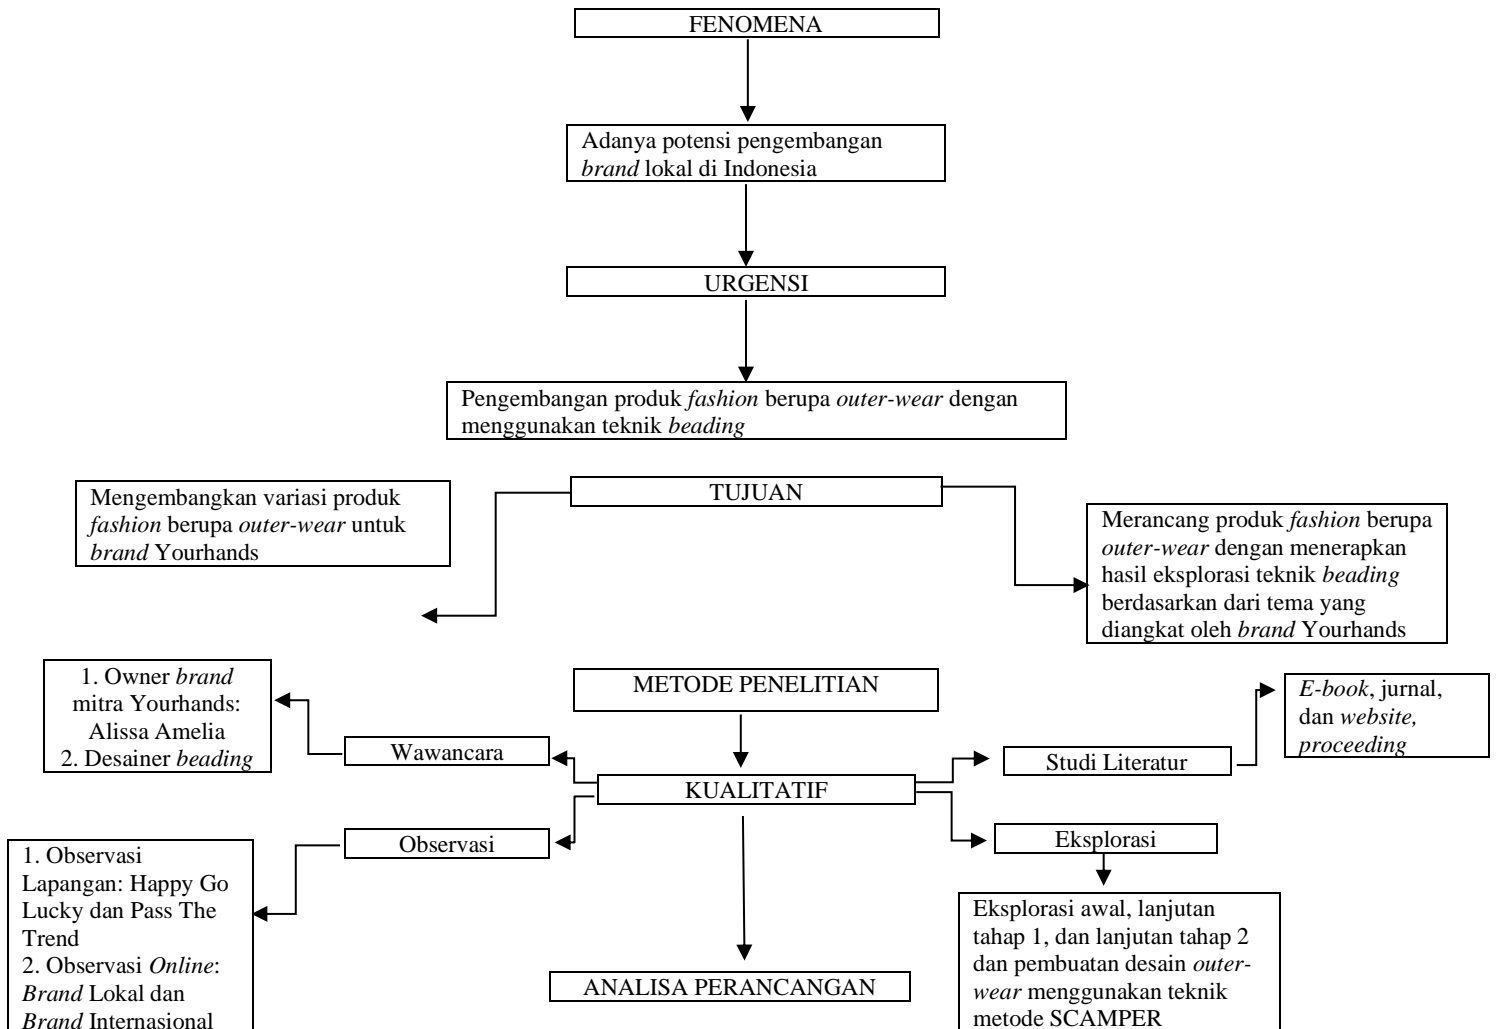 FENOMENA
Adanya potensi pengembangan
brand lokal di Indonesia
URGENSI
Pengembangan produk fashion berupa outer-wear dengan
menggunakan teknik beading
TUJUAN
Mengembangkan variasi produk
fashion berupa outer-wear untuk
brand Yourhands
Merancang produk fashion berupa
outer-wear dengan menerapkan
hasil eksplorasi teknik beading
berdasarkan dari tema yang
diangkat oleh brand Yourhands
METODE PENELITIAN
KUALITATIF
Wawancara
1. Owner brand
mitra Yourhands:
Alissa Amelia
2. Desainer beading
Observasi
1. Observasi
Lapangan: Happy Go
Lucky dan Pass The
Trend
2. Observasi Online:
Brand Lokal dan
Brand Internasional
Studi Literatur
E-book, jurnal,
dan website,
proceeding
Eksplorasi
Eksplorasi awal, lanjutan
tahap 1, dan lanjutan tahap 2
dan pembuatan desain outer-
wear menggunakan teknik
metode SCAMPER
ANALISA PERANCANGAN